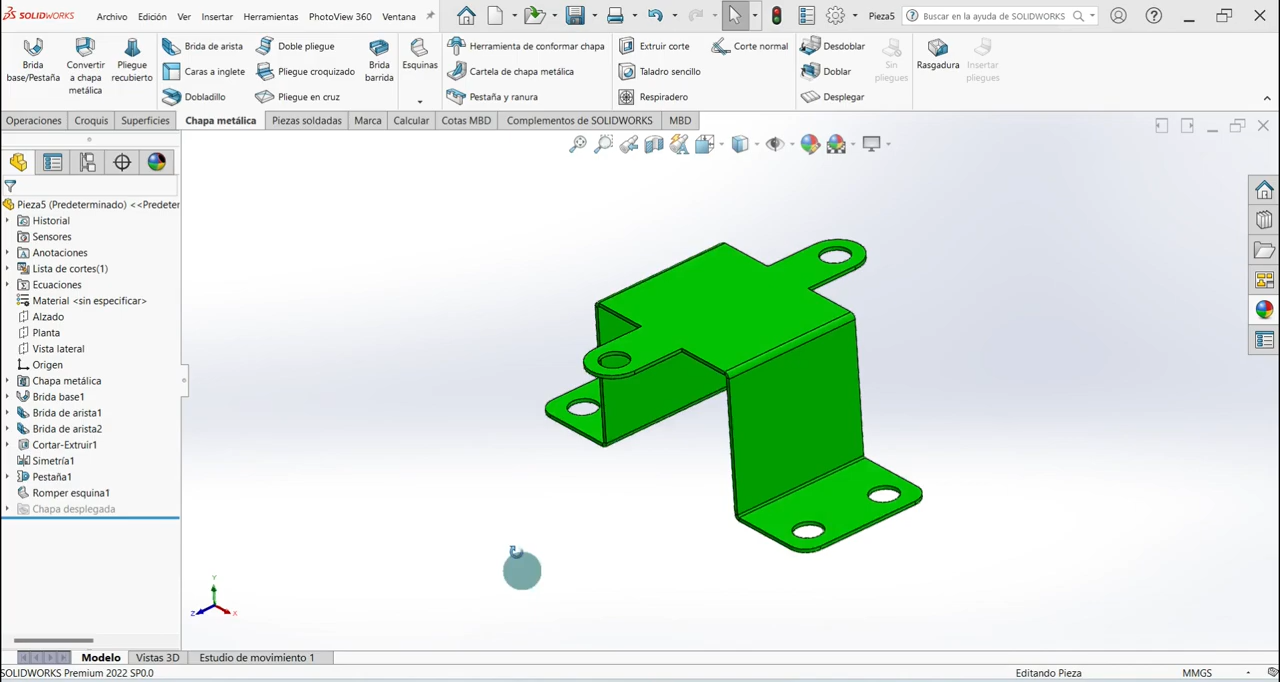 SOLIDWORKS Archivo Edición Ver Insertar Herramientas PhotoView 360 Ventana Pieza5 Buscar en la ayuda de SOLIDWORKS
Brida base/Pestaña
Convertir a chapa metálica
Pliegue recubierto
Brida de arista
Caras a inglete
Dobladillo
Doble pliegue
Pliegue croquizado
Pliegue en cruz
Brida barrida
Esquinas
Herramienta de conformar chapa
Cartela de chapa metálica
Pestaña y ranura
Extruir corte
Taladro sencillo
Respiradero
Corte normal
Desdoblar
Doblar
Desplegar
Sin pliegues
Rasgadura
Insertar pliegues
Operaciones Croquis Superficies Chapa metálica Piezas soldadas Marca Calcular Cotas MBD Complementos de SOLIDWORKS MBD
Pieza5 (Predeterminado) <<Predeter
Historial
Sensores
Anotaciones
Lista de cortes(1)
Ecuaciones
Material <sin especificar>
Alzado
Planta
Vista lateral
Origen
Chapa metálica
Brida base1
Brida de arista1
Brida de arista2
Cortar-Extruir1
Simetría1
Pestaña1
Romper esquina1
Chapa desplegada
Y
Z X
Modelo Vistas 3D Estudio de movimiento 1
SOLIDWORKS Premium 2022 SP0.0 Editando Pieza MMGS